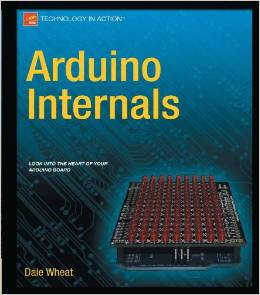 TECHNOLOGY IN ACTION™
Arduino
Internals
LOOK INTO THE HEART OF YOUR
ARDUINO BOARD
Dale Wheat